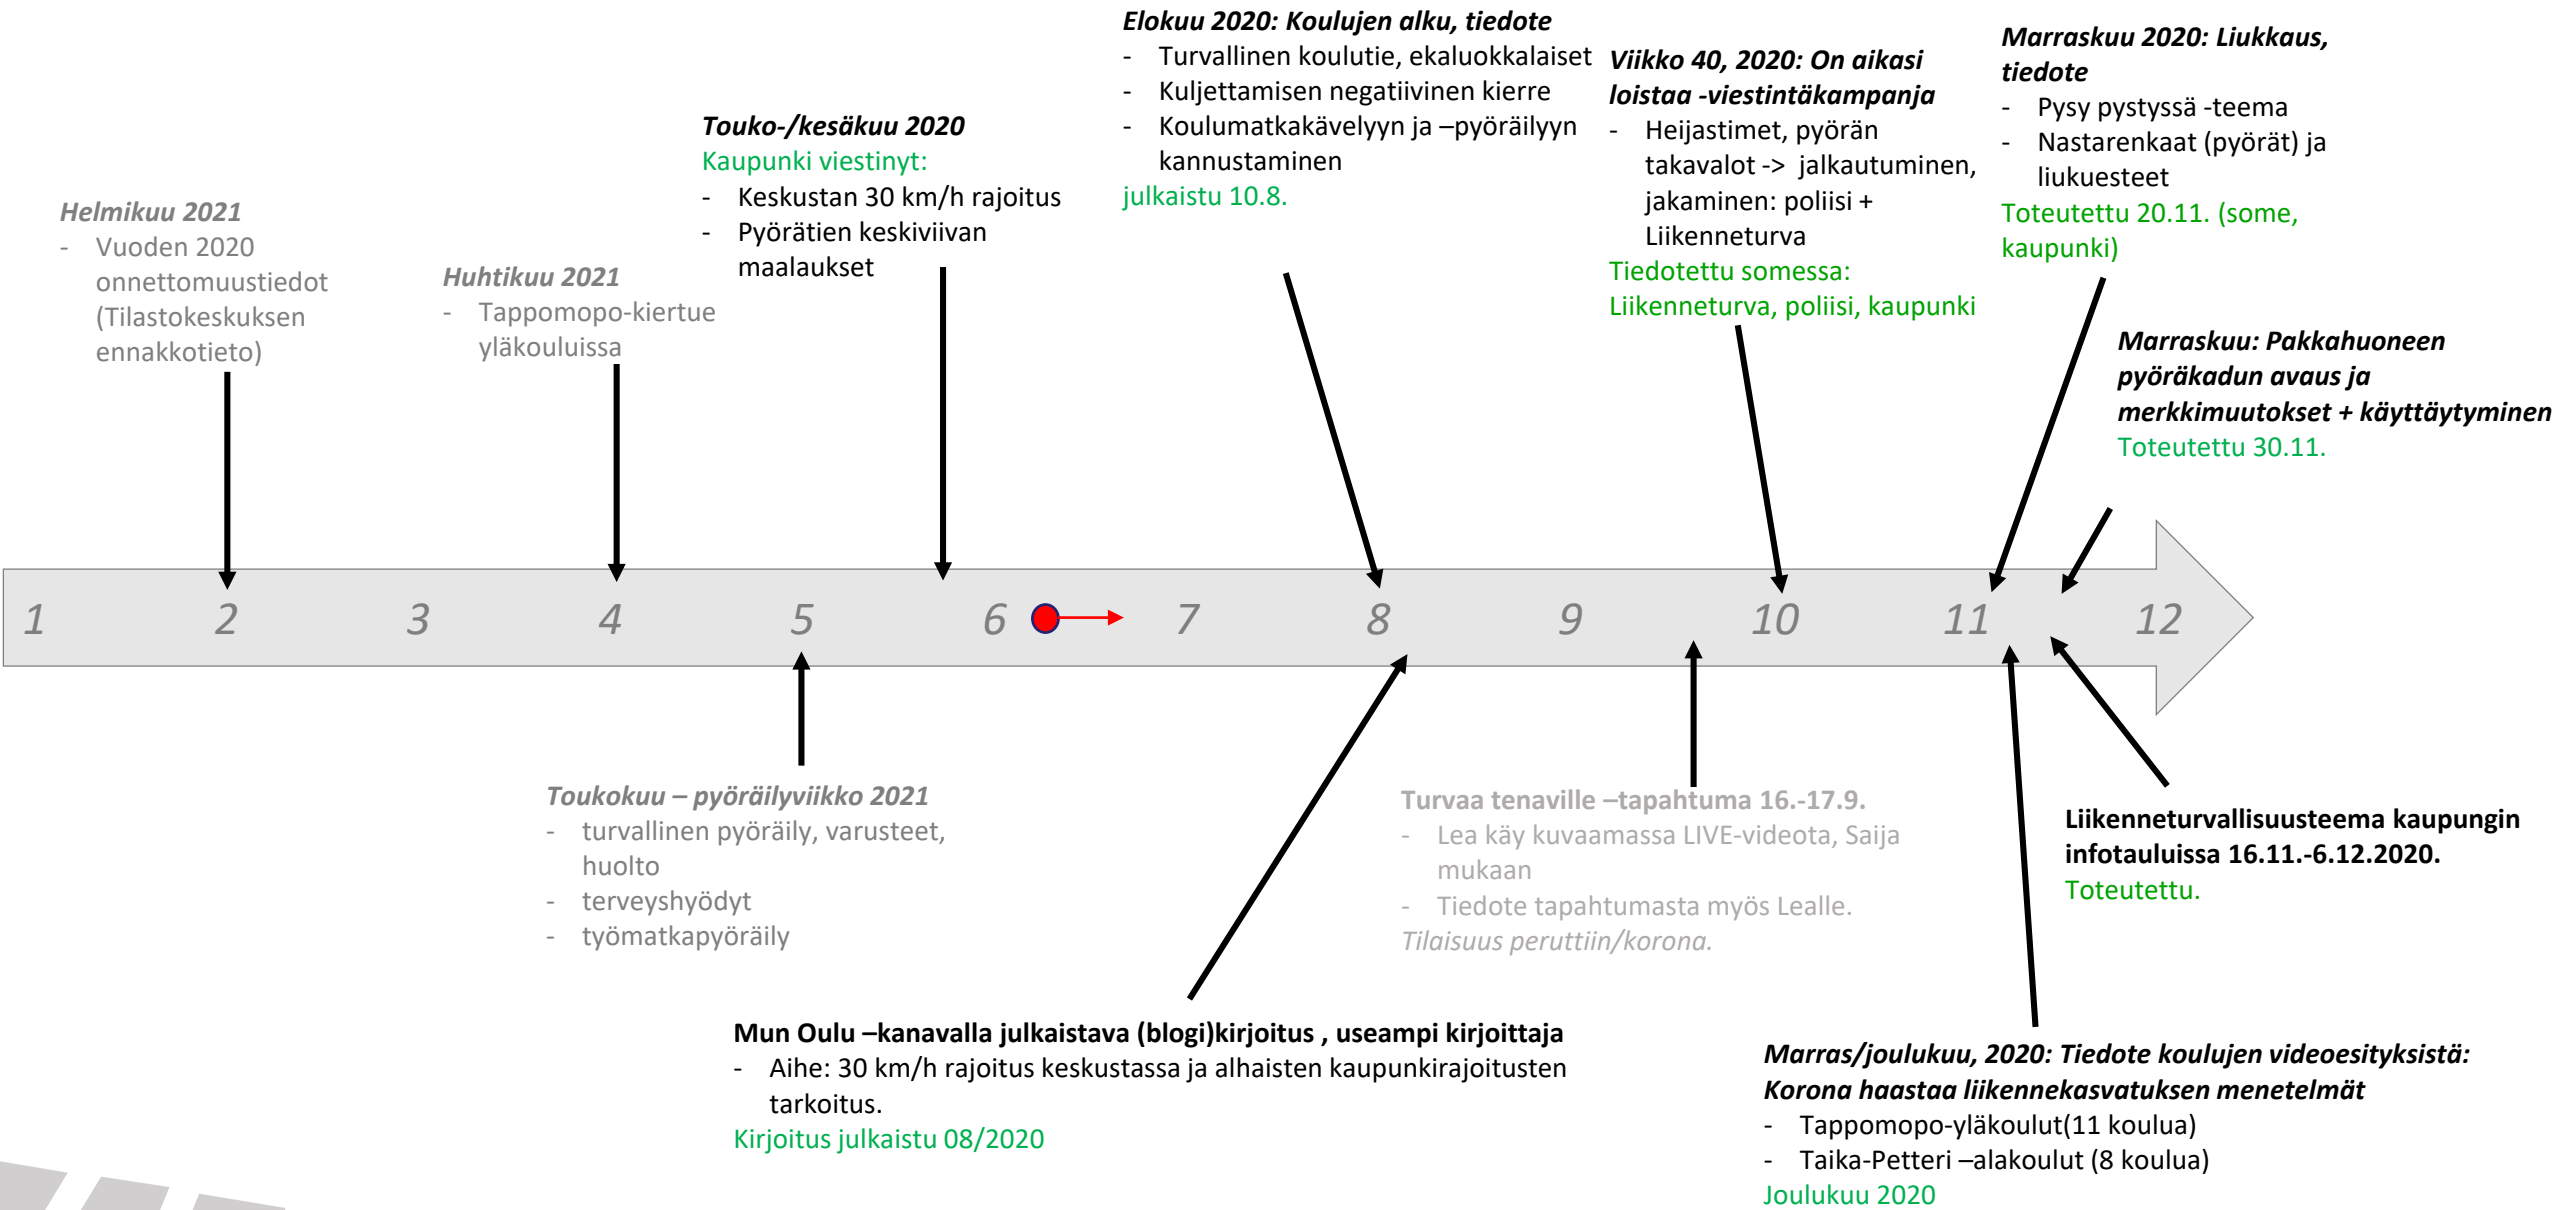 Elokuu 2020: Koulujen alku, tiedote
- Turvallinen koulutie, ekaluokkalaiset
- Kuljettamisen negatiivinen kierre
- Koulumatkakävelyyn ja –pyöräilyyn
kannustaminen
julkaistu 10.8.
Viikko 40, 2020: On aikasi
loistaa -viestintäkampanja
- Heijastimet, pyörän
takavalot -> jalkautuminen,
jakaminen: poliisi +
Liikenneturva
Tiedotettu somessa:
Liikenneturva, poliisi, kaupunki
Marraskuu 2020: Liukkaus,
tiedote
- Pysy pystyssä -teema
- Nastarenkaat (pyörät) ja
liukuesteet
Toteutettu 20.11. (some,
kaupunki)
Touko-/kesäkuu 2020
Kaupunki viestinyt:
- Keskustan 30 km/h rajoitus
- Pyörätien keskiviivan
maalaukset
Helmikuu 2021
- Vuoden 2020
onnettomuustiedot
(Tilastokeskuksen
ennakkotieto)
Huhtikuu 2021
- Tappomopo-kiertue
yläkouluissa
Marraskuu: Pakkahuoneen
pyöräkadun avaus ja
merkkimuutokset + käyttäytyminen
Toteutettu 30.11.
1 2 3 4 5 6 7 8 9 10 11 12
Toukokuu – pyöräilyviikko 2021
- turvallinen pyöräily, varusteet,
huolto
- terveyshyödyt
- työmatkapyöräily
Turvaa tenaville –tapahtuma 16.-17.9.
- Lea käy kuvaamassa LIVE-videota, Saija
mukaan
- Tiedote tapahtumasta myös Lealle.
Tilaisuus peruttiin/korona.
Liikenneturvallisuusteema kaupungin
infotauluissa 16.11.-6.12.2020.
Toteutettu.
Mun Oulu –kanavalla julkaistava (blogi)kirjoitus , useampi kirjoittaja
- Aihe: 30 km/h rajoitus keskustassa ja alhaisten kaupunkirajoitusten
tarkoitus.
Kirjoitus julkaistu 08/2020
Marras/joulukuu, 2020: Tiedote koulujen videoesityksistä:
Korona haastaa liikennekasvatuksen menetelmät
- Tappomopo-yläkoulut(11 koulua)
- Taika-Petteri –alakoulut (8 koulua)
Joulukuu 2020